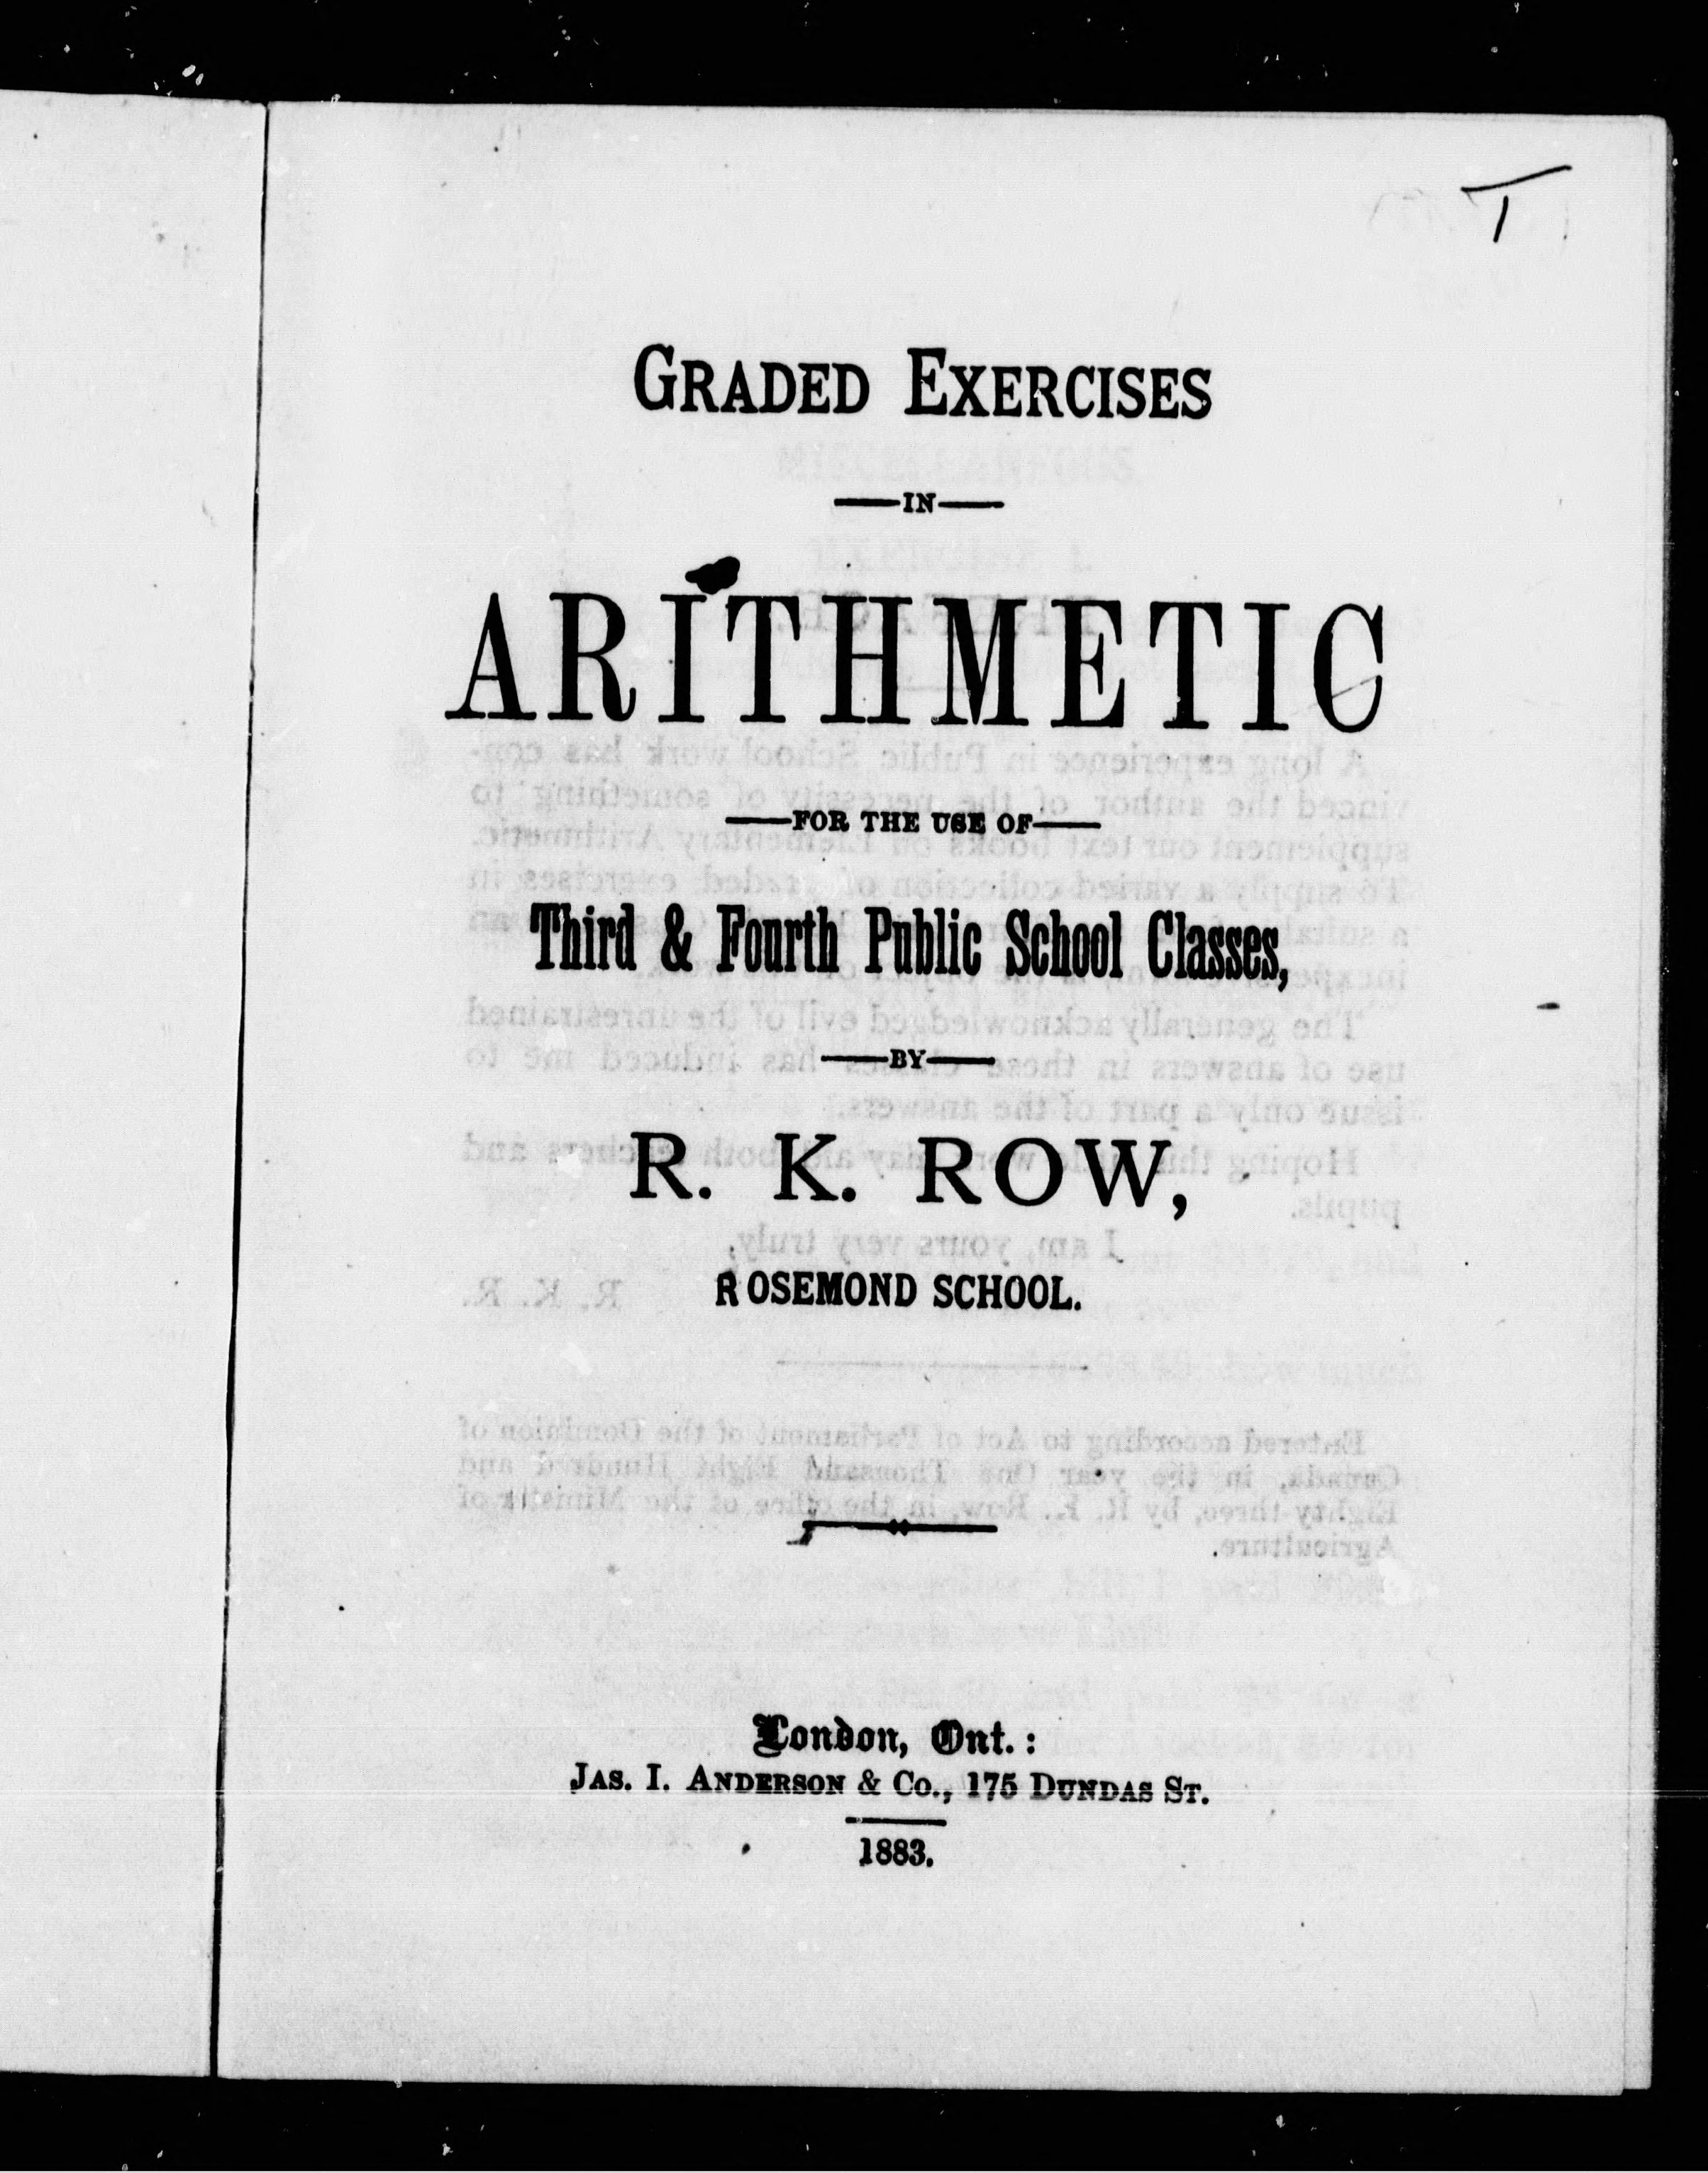 GRADED EXERCISES
IN
ARITHMETIC
FOR THE USE OF
Third & Fourth Public School Classes,
BY
R. K. ROW,
ROSEMOND SCHOOL.
London, Ont.:
JAS. I. ANDERSON & Co., 175 DUNDAS ST.
1883.